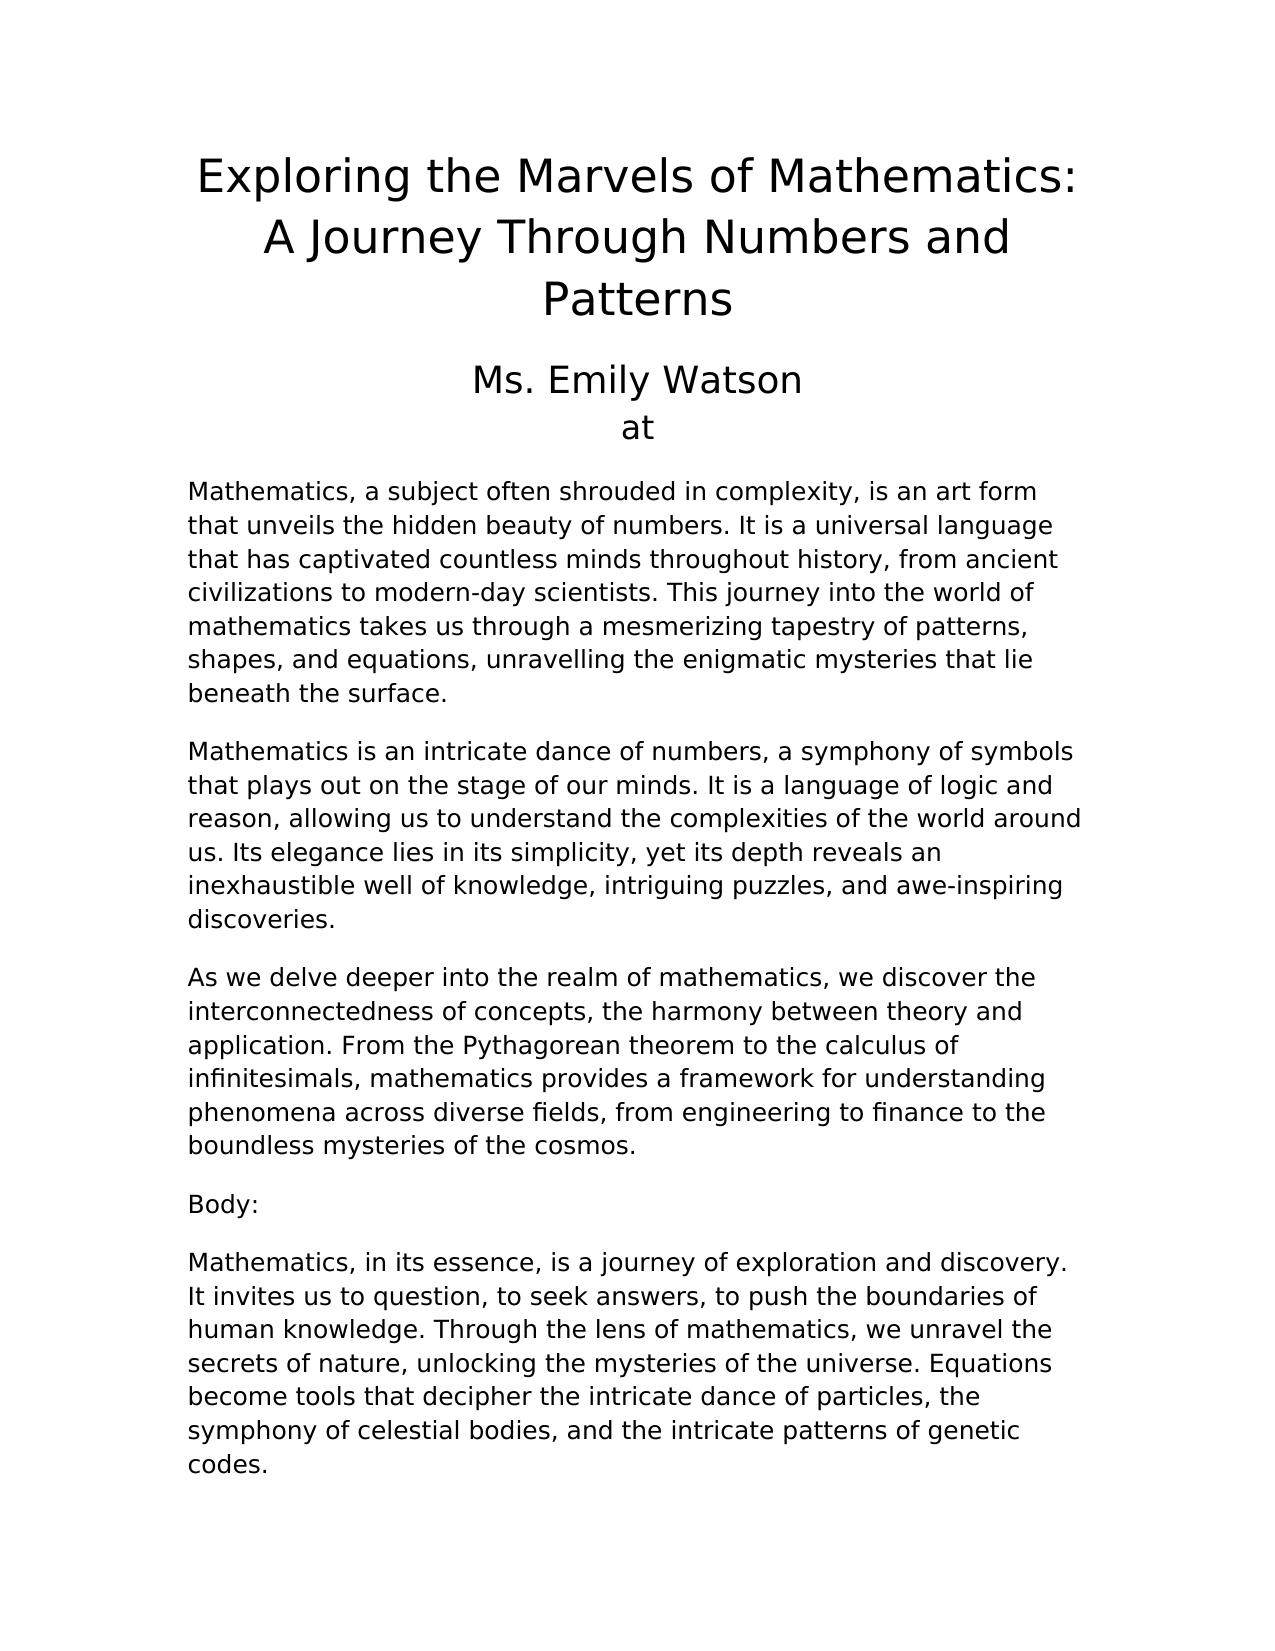 Exploring the Marvels of Mathematics:
A Journey Through Numbers and
Patterns
Ms. Emily Watson
at
Mathematics, a subject often shrouded in complexity, is an art form
that unveils the hidden beauty of numbers. It is a universal language
that has captivated countless minds throughout history, from ancient
civilizations to modern-day scientists. This journey into the world of
mathematics takes us through a mesmerizing tapestry of patterns,
shapes, and equations, unravelling the enigmatic mysteries that lie
beneath the surface.
Mathematics is an intricate dance of numbers, a symphony of symbols
that plays out on the stage of our minds. It is a language of logic and
reason, allowing us to understand the complexities of the world around
us. Its elegance lies in its simplicity, yet its depth reveals an
inexhaustible well of knowledge, intriguing puzzles, and awe-inspiring
discoveries.
As we delve deeper into the realm of mathematics, we discover the
interconnectedness of concepts, the harmony between theory and
application. From the Pythagorean theorem to the calculus of
infinitesimals, mathematics provides a framework for understanding
phenomena across diverse fields, from engineering to finance to the
boundless mysteries of the cosmos.
Body:
Mathematics, in its essence, is a journey of exploration and discovery.
It invites us to question, to seek answers, to push the boundaries of
human knowledge. Through the lens of mathematics, we unravel the
secrets of nature, unlocking the mysteries of the universe. Equations
become tools that decipher the intricate dance of particles, the
symphony of celestial bodies, and the intricate patterns of genetic
codes.